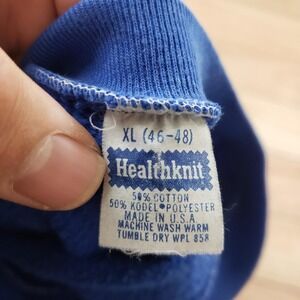 XL (46-48)
Healthknit
50% COTTON
50% KODEL•POLYESTER
MADE IN U.S.A
MACHINE WASH WARM
TUMBLE DRY WPL 858